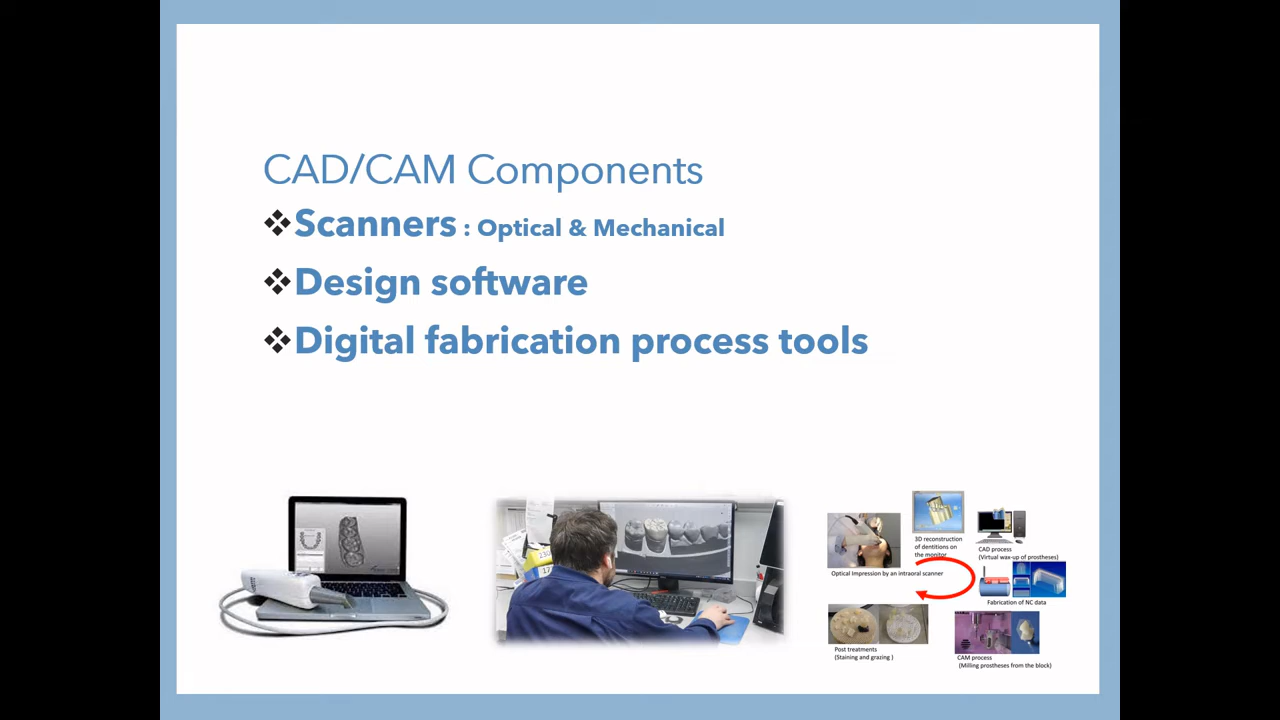 CAD/CAM Components
❖Scanners : Optical & Mechanical
❖Design software
❖Digital fabrication process tools
3D reconstruction
of dentitions on
the monitor
CAD process
(Virtual wax-up of prostheses)
Optical Impression by an intraoral scanner
Fabrication of NC data
Post treatments
(Staining and grazing )
CAM process
(Milling prostheses from the block)